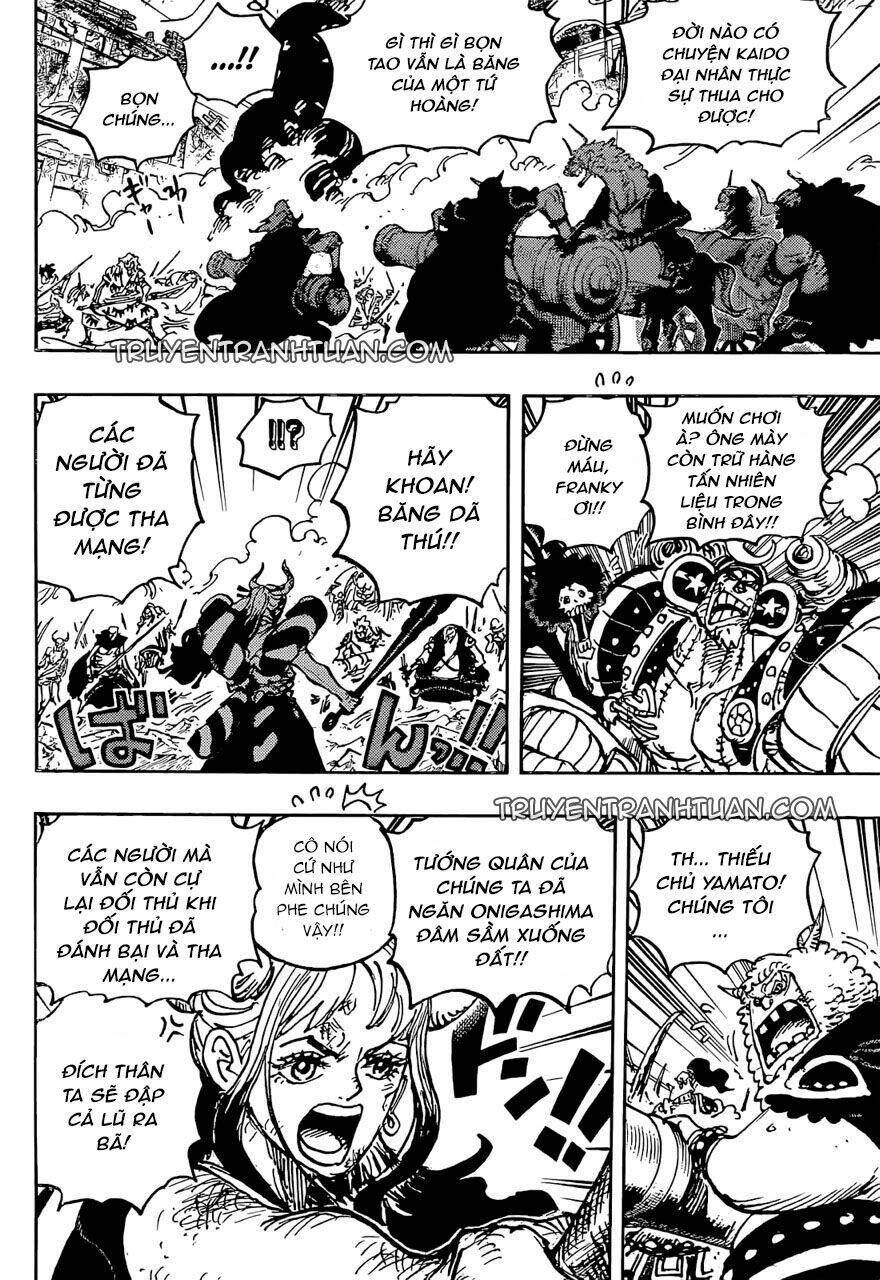 ĐỜI NÀO CÓ
CHUYỆN KAIDO
ĐẠI NHÂN THỰC
SỰ THUA CHO
ĐƯỢC!
GÌ THÌ GÌ BỌN
TAO VẪN LÀ BĂNG
CỦA MỘT TỨ
HOÀNG!
...!!
BỌN
CHÚNG...
TRUYENTRANHTUAN.COM
MUỐN CHƠI
À? ÔNG MÀY
CÒN TRỮ HÀNG
TẤN NHIÊN
LIỆU TRONG
BÌNH ĐÂY!!
ĐỪNG
MÁU,
FRANKY
ƠI!!
HÃY
KHOAN!
BĂNG DÃ
THÚ!!
!!?
CÁC
NGƯỜI ĐÃ
TỪNG
ĐƯỢC THA
MẠNG!
ばんっ!!
TRUYENTRANHTUAN.COM
TH... THIẾU
CHỦ YAMATO!
CHÚNG TÔI
...
TƯỚNG QUÂN CỦA
CHÚNG TA ĐÃ
NGĂN ONIGASHIMA
ĐÂM SẦM XUỐNG
ĐẤT!!
CÔ NÓI
CỨ NHƯ
MÌNH BÊN
PHE CHÚNG
VẬY!!
CÁC NGƯỜI MÀ
VẪN CÒN CỰ
LẠI ĐỐI THỦ KHI
ĐỐI THỦ ĐÃ
ĐÁNH BẠI VÀ THA
MẠNG...
ĐÍCH THÂN
TA SẼ ĐẬP
CẢ LŨ RA
BÃ!